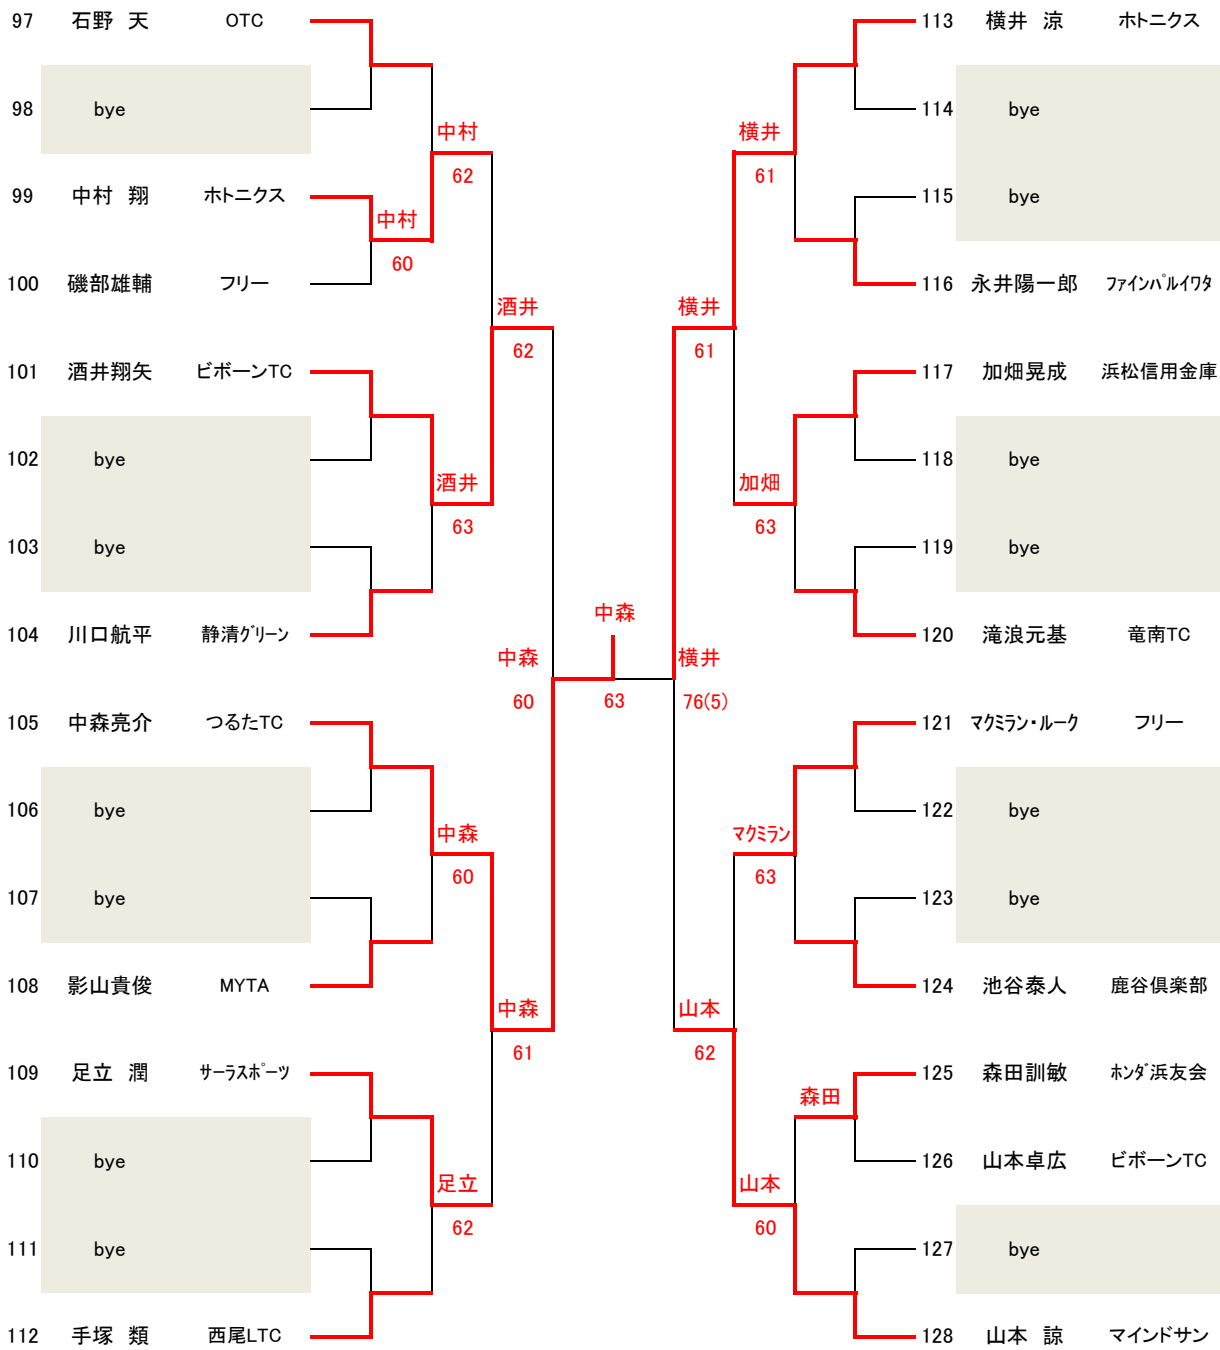 97 石野 天 OTC
98 bye
中村
62
99 中村 翔 ホトニクス
中村
60
100 磯部雄輔 フリー
酒井
62
101 酒井翔矢 ビボーンTC
102 bye
酒井
63
103 bye
104 川口航平 静清グリーン
中森
60
105 中森亮介 つるたTC
106 bye
中森
60
107 bye
108 影山貴俊 MYTA
中森
61
109 足立 潤 サーラスポーツ
110 bye
足立
62
111 bye
112 手塚 類 西尾LTC
中森
63
113 横井 涼 ホトニクス
114 bye
横井
61
115 bye
116 永井陽一郎 ファインパルイワタ
横井
61
117 加畑晃成 浜松信用金庫
118 bye
加畑
63
119 bye
120 滝浪元基 竜南TC
横井
76(5)
121 マクミラン・ルーク フリー
122 bye
マクミラン
63
123 bye
124 池谷泰人 鹿谷倶楽部
山本
62
125 森田訓敏 ホンダ浜友会
森田
126 山本卓広 ビボーンTC
山本
60
127 bye
128 山本 諒 マインドサン